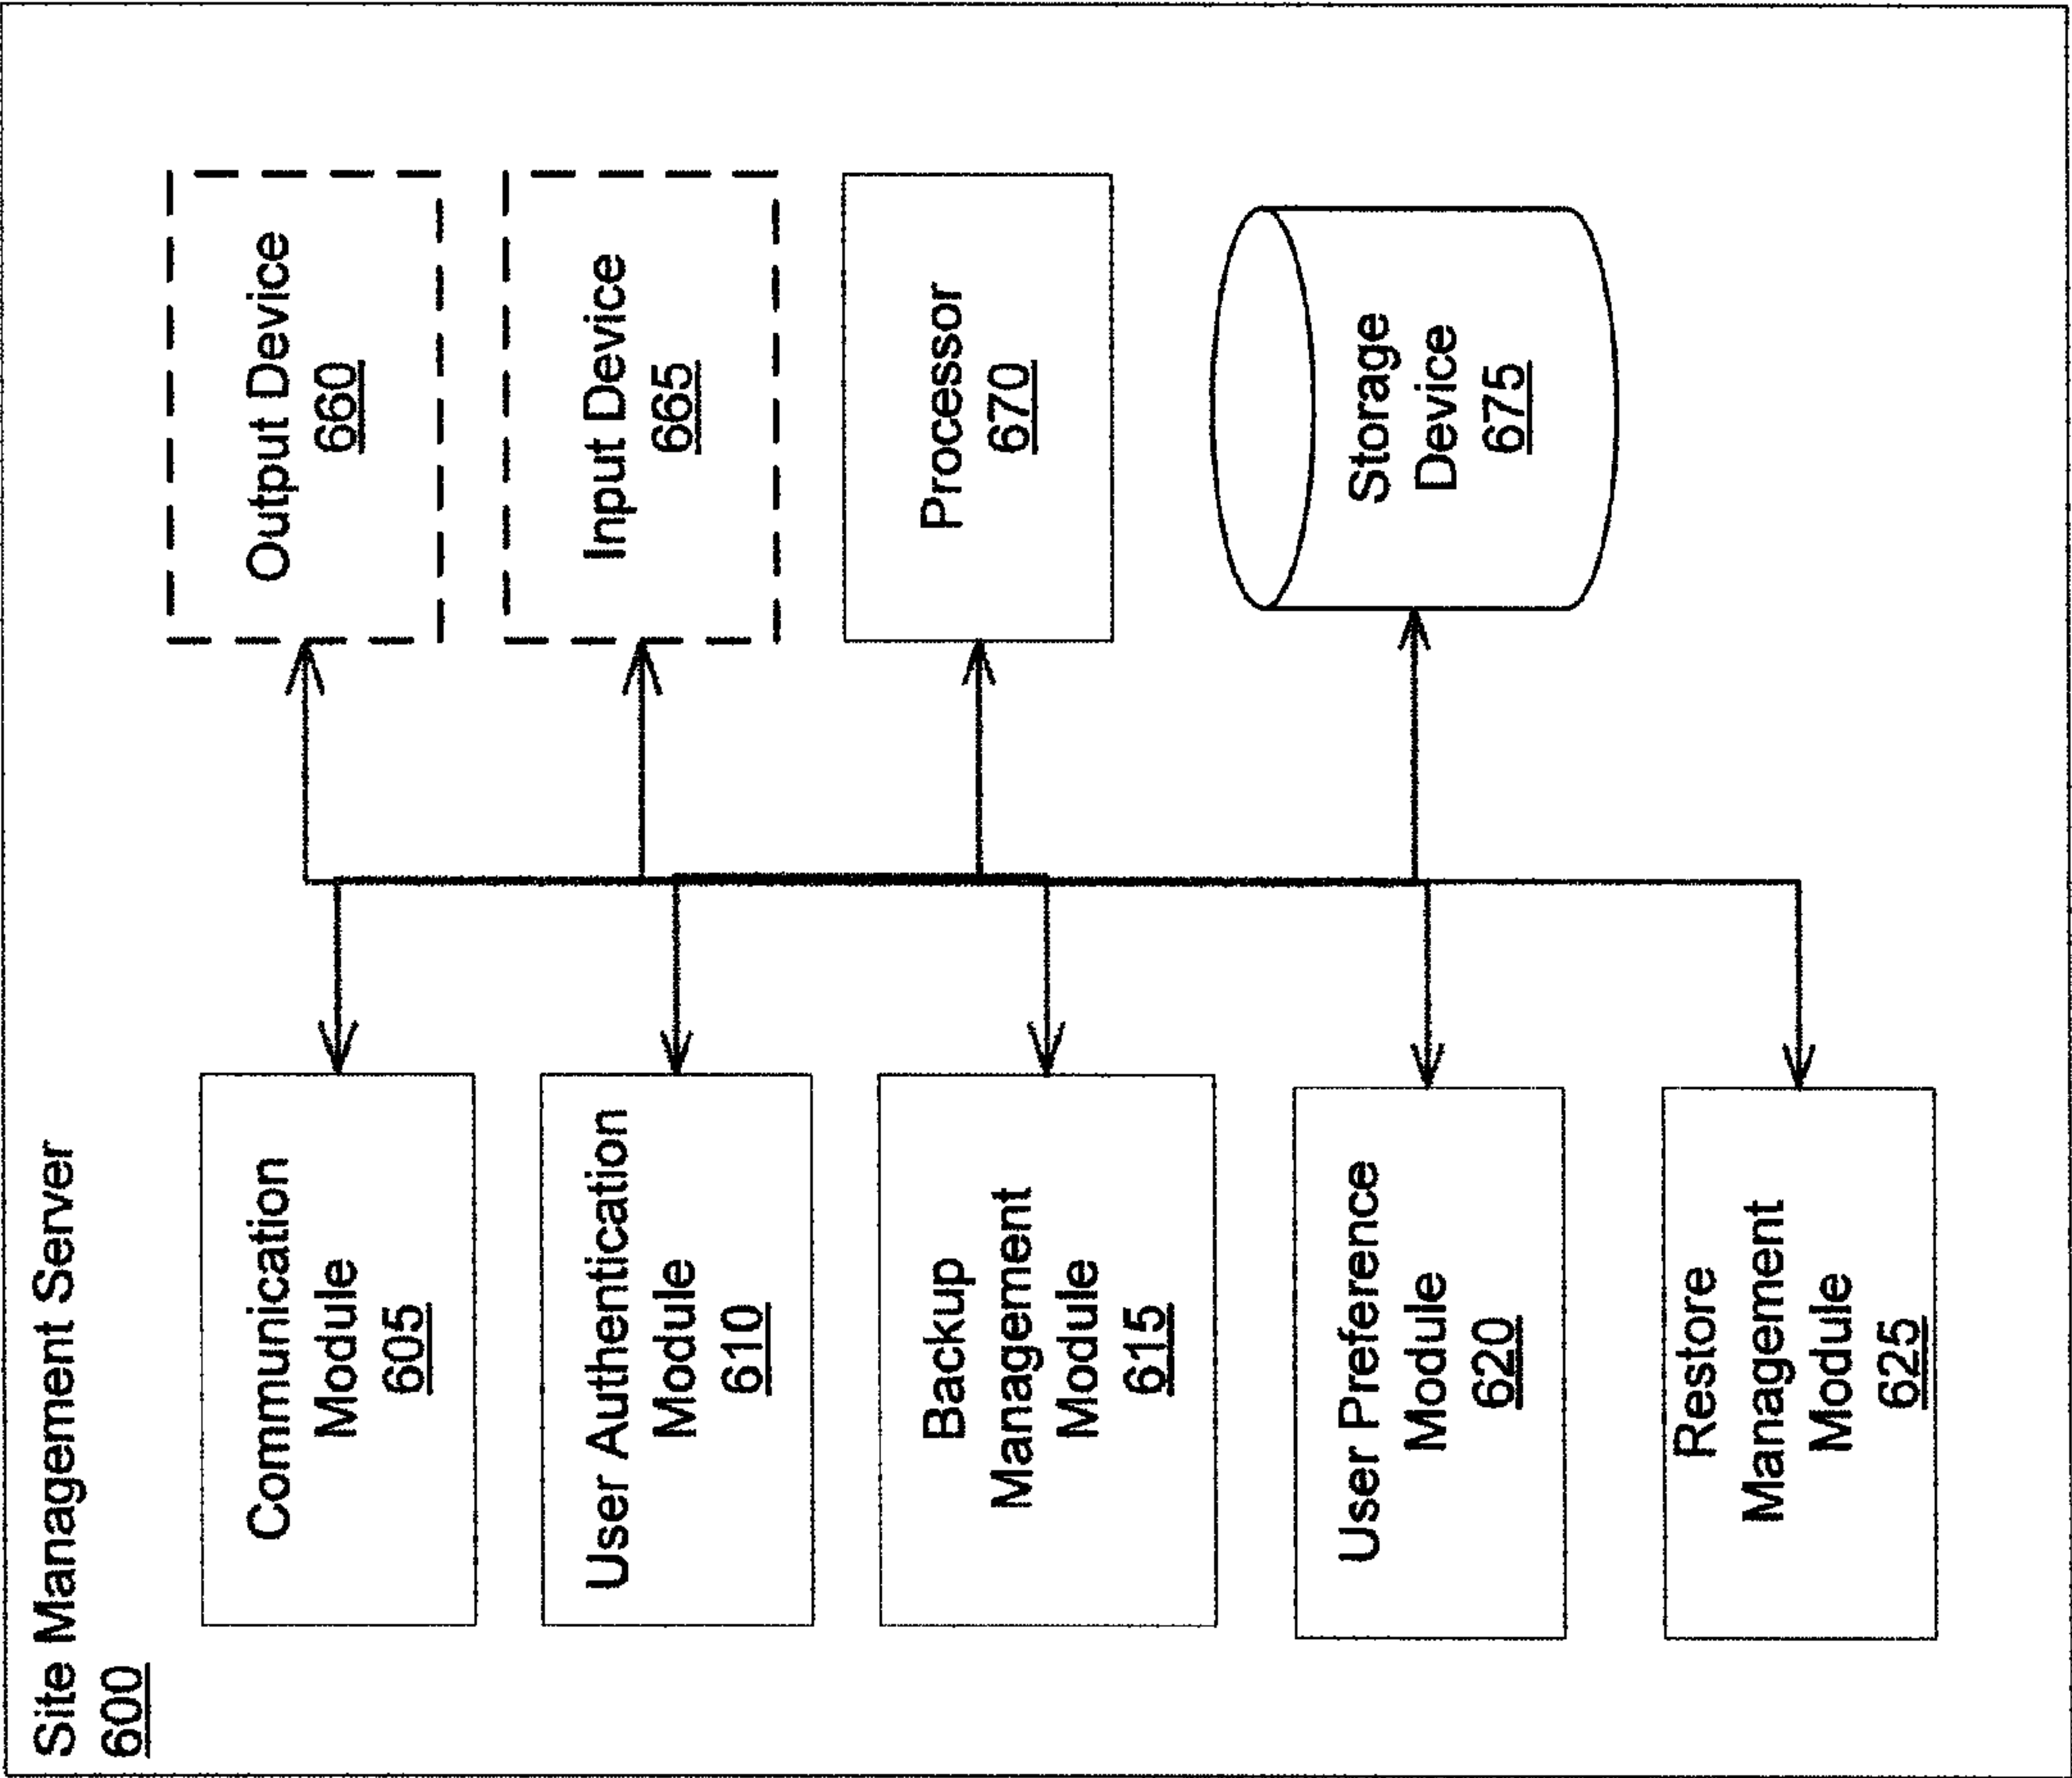 Site Management Server
600
Communication
Module
605
User Authentication
Module
610
Backup
Management
Module
615
User Preference
Module
620
Restore
Management
Module
625
Output Device
660
Input Device
665
Processor
670
Storage
Device
675